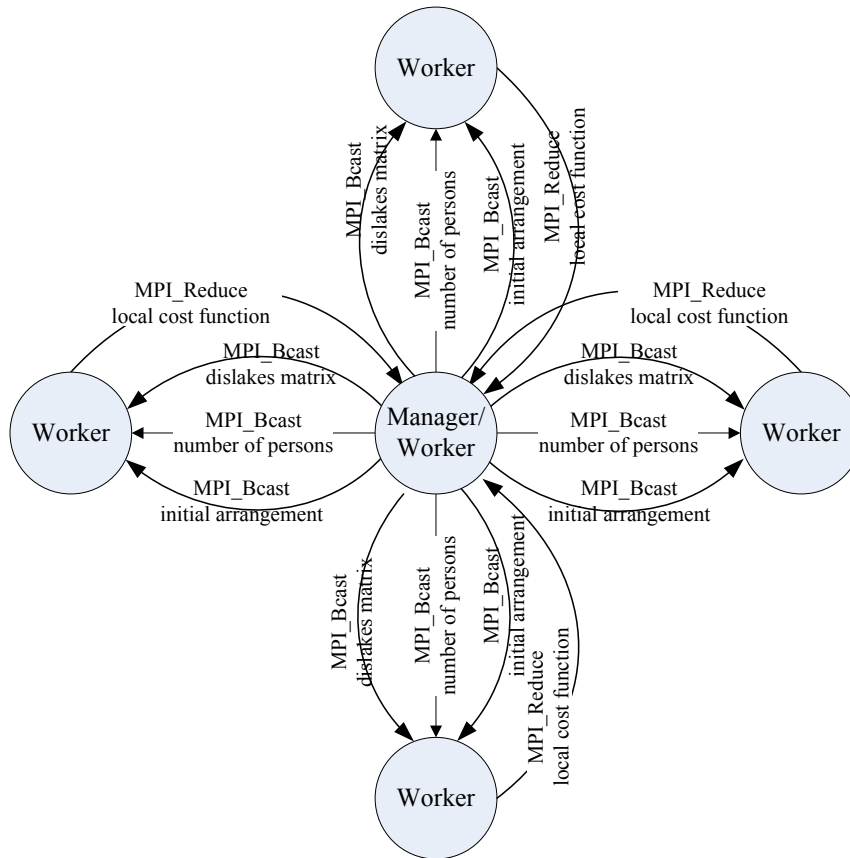 Worker
MPI_Bcast
dislakes matrix
MPI_Bcast
number of persons
MPI_Bcast
initial arrangement
MPI_Reduce
local cost function
MPI_Reduce
local cost function
MPI_Reduce
local cost function
MPI_Bcast
dislakes matrix
MPI_Bcast
dislakes matrix
Worker
MPI_Bcast
number of persons
Manager/
Worker
MPI_Bcast
number of persons
Worker
MPI_Bcast
initial arrangement
MPI_Bcast
initial arrangement
MPI_Bcast
dislakes matrix
MPI_Bcast
number of persons
MPI_Bcast
initial arrangement
MPI_Reduce
local cost function
Worker